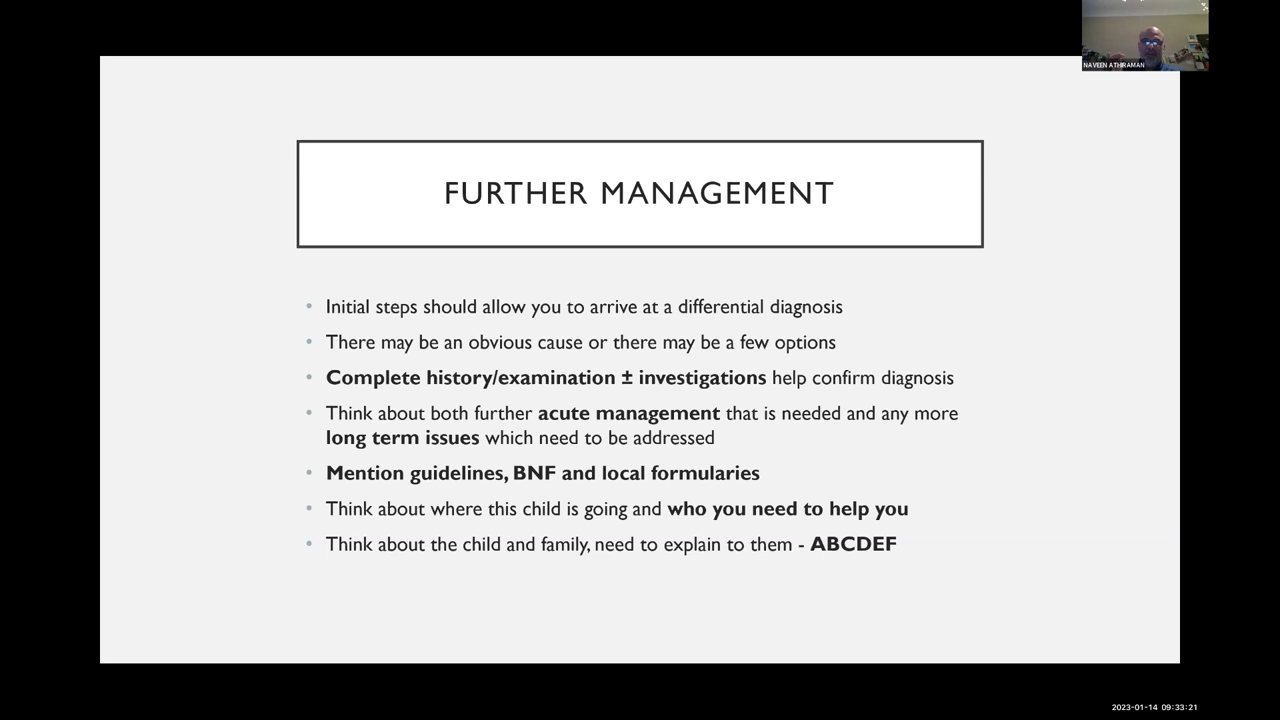 NAVEEN ATHIRAMAN
FURTHER MANAGEMENT
• Initial steps should allow you to arrive at a differential diagnosis
• There may be an obvious cause or there may be a few options
• Complete history/examination ± investigations help confirm diagnosis
• Think about both further acute management that is needed and any more
long term issues which need to be addressed
• Mention guidelines, BNF and local formularies
• Think about where this child is going and who you need to help you
• Think about the child and family, need to explain to them - ABCDEF
2023-01-14 09:33:21